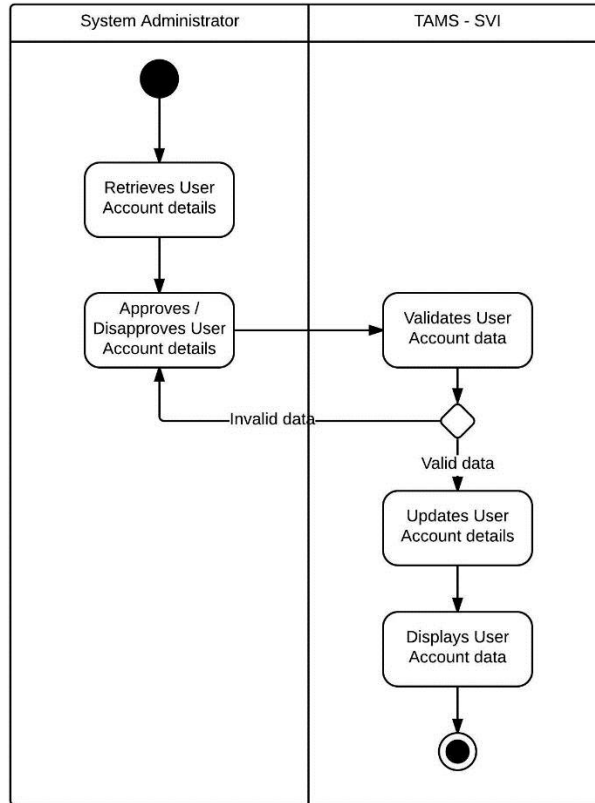 System Administrator
TAMS - SVI
Retrieves User
Account details
Approves /
Disapproves User
Account details
Validates User
Account data
Invalid data
Valid data
Updates User
Account details
Displays User
Account data